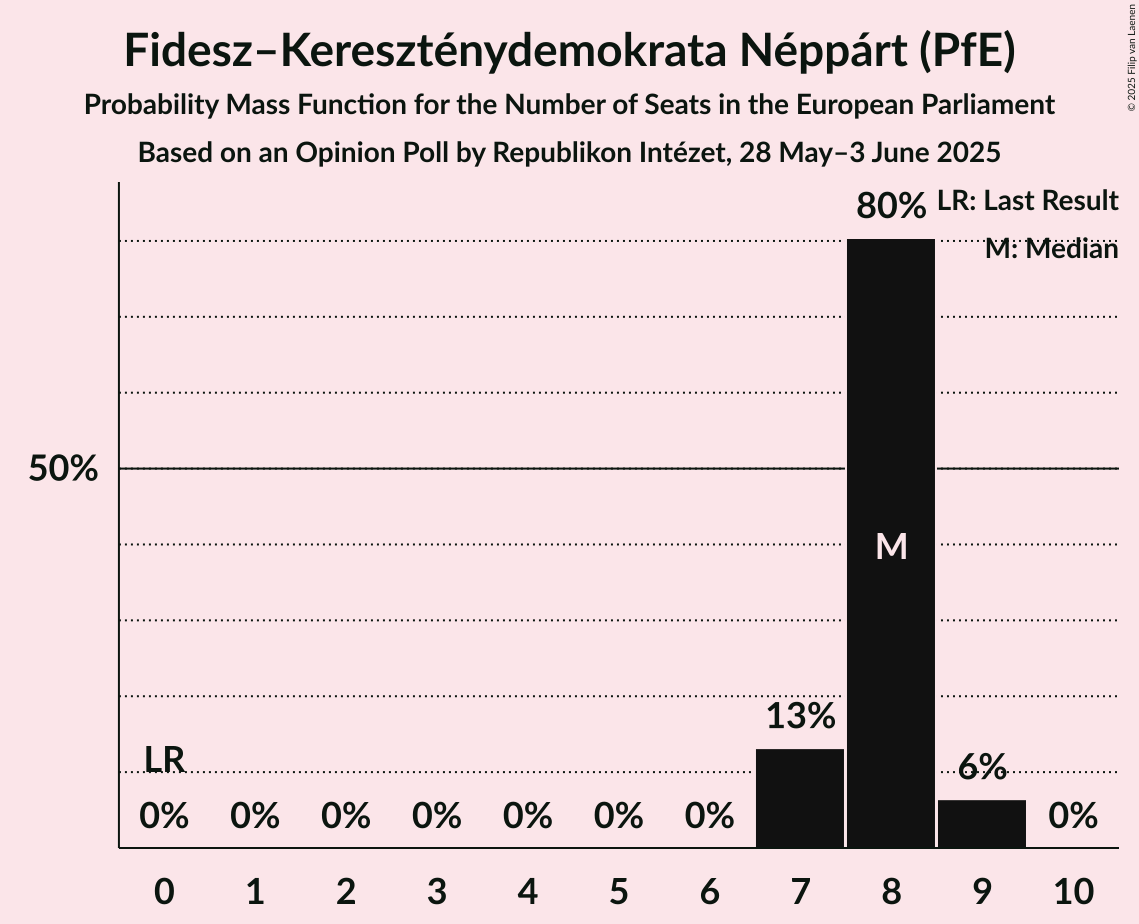 Fidesz–Kereszténydemokrata Néppárt (PfE)
Probability Mass Function for the Number of Seats in the European Parliament
Based on an Opinion Poll by Republikon Intézet, 28 May–3 June 2025
© 2025 Filip van Laenen
LR: Last Result
M: Median
80%
50%
M
13%
LR
6%
0% 0% 0% 0% 0% 0% 0% 0%
0 1 2 3 4 5 6 7 8 9 10